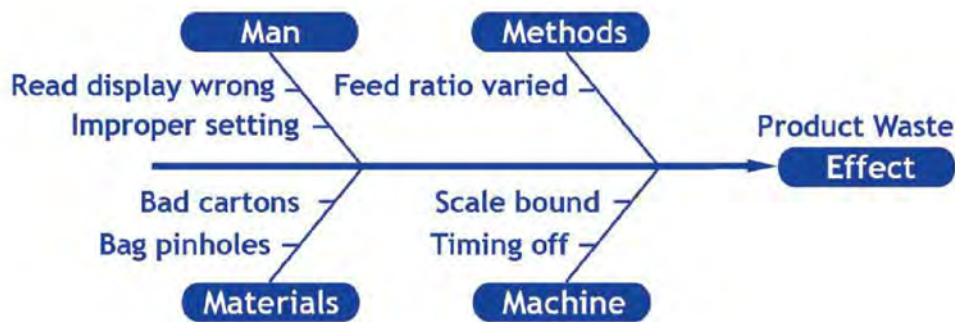 Man
Methods
Read display wrong
Feed ratio varied
Improper setting
Product Waste
Effect
Bad cartons
Scale bound
Bag pinholes
Timing off
Materials
Machine